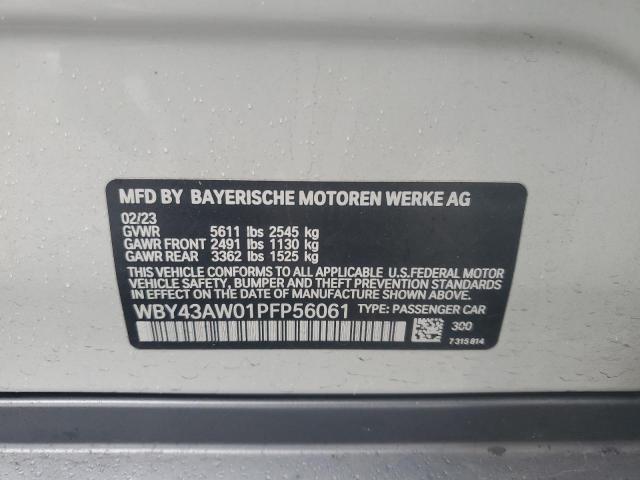 MFD BY BAYERISCHE MOTOREN WERKE AG
02/23
GVWR 5611 lbs 2545 kg
GAWR FRONT 2491 lbs 1130 kg
GAWR REAR 3362 lbs 1525 kg
THIS VEHICLE CONFORMS TO ALL APPLICABLE U.S.FEDERAL MOTOR
VEHICLE SAFETY, BUMPER AND THEFT PREVENTION STANDARDS
IN EFFECT ON THE DATE OF MANUFACTURE SHOWN ABOVE.
WBY43AW01PFP56061 TYPE: PASSENGER CAR
300
7 315 814